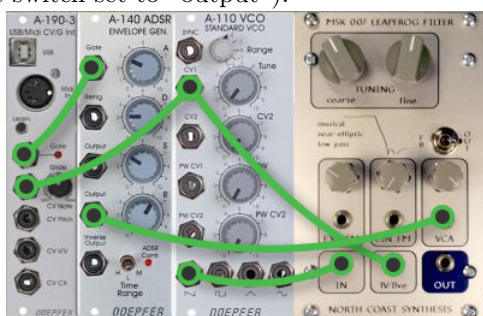 switch set to "output").
A-190-3
USB/Midi CV/G Int.
USB
Learn
Gate
CV Note
CV Pitch
CV V/V
CV Ctr.
DOEPFER
A-140 ADSR
ENVELOPE GEN.
Gate
A
Retrig.
D
Output
S
Output
R
Inverse
Output
ADSR
Contr.
H
L
M
Time
Range
DOEPFER
A-110 VCO
STANDARD VCO
SYNC
Range
CV1
Tune
CV2
CV2
PW CV1
PW CV2
PW CV2
DOEPFER
MSK 007 LEAPFROG FILTER
TUNING
coarse
fine
musical
near-elliptic
low pass
VCA
IN
1V/8ve
OUT
NORTH COAST SYNTHESIS